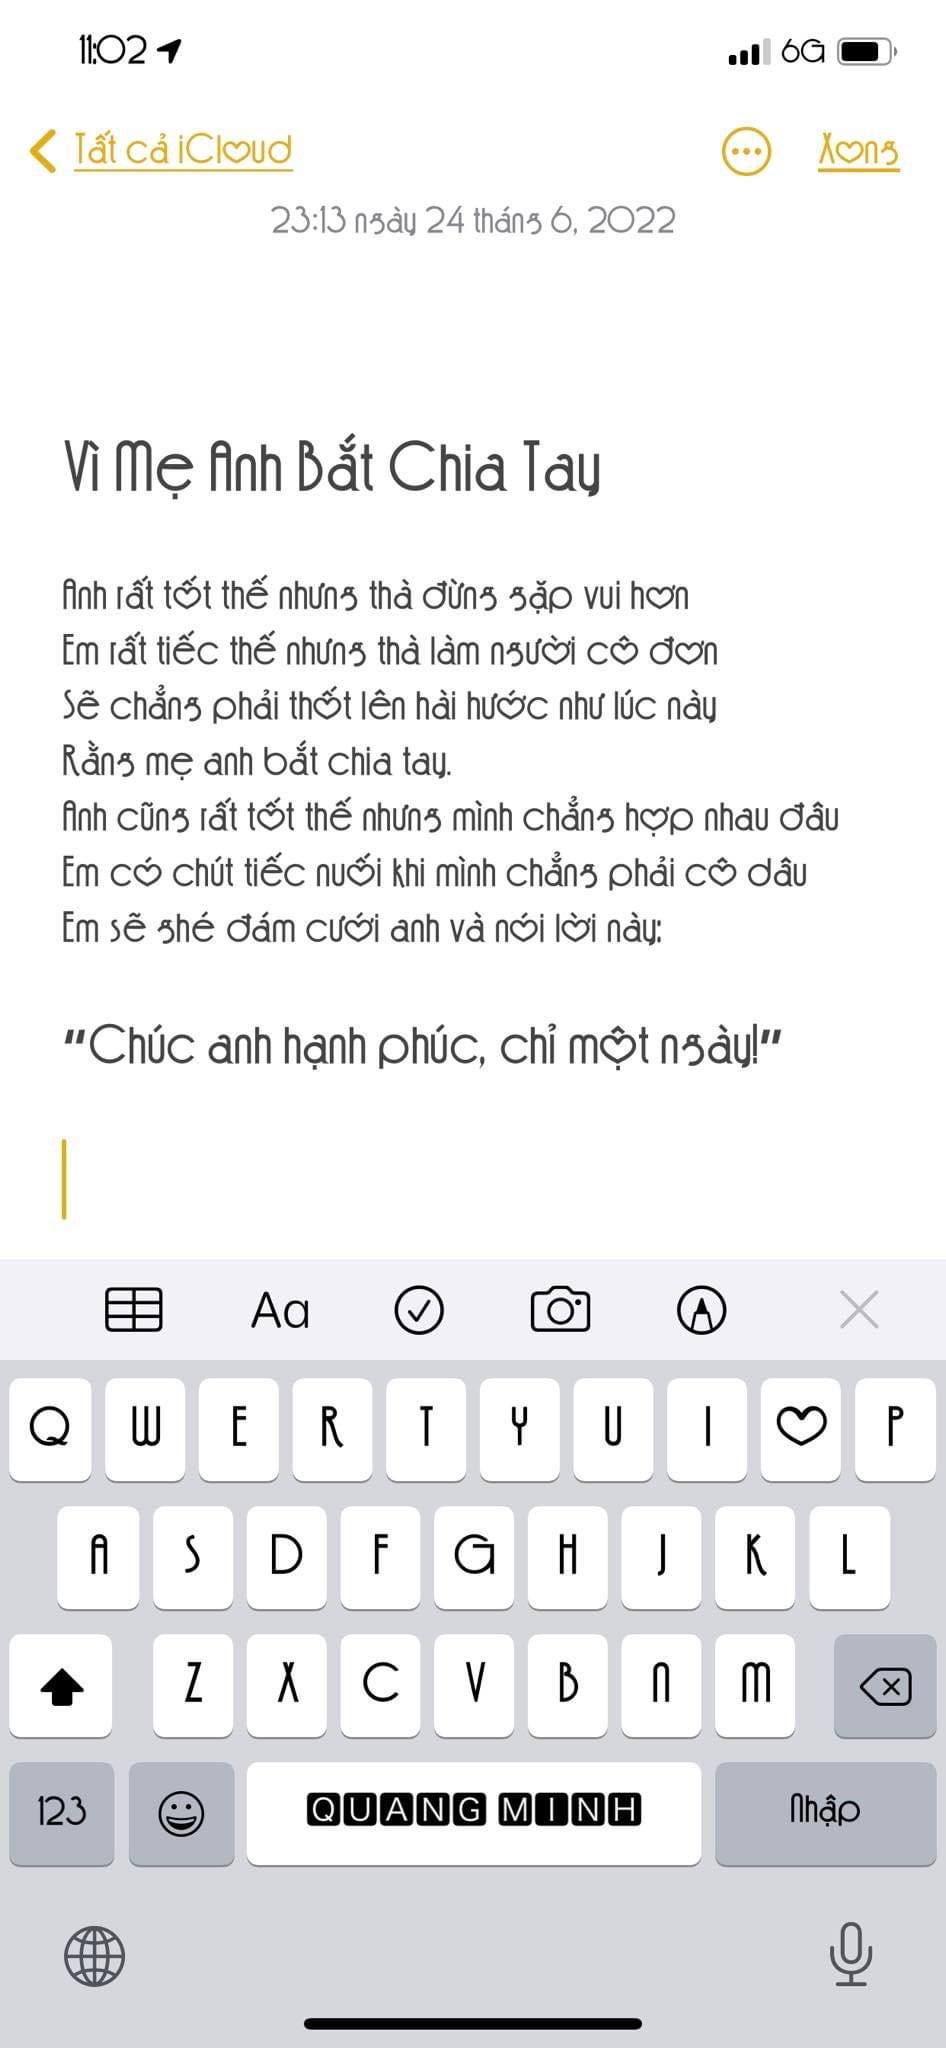 11:02
6G
Tất cả iCloud
Xong
23:13 ngày 24 tháng 6, 2022
Vì Mẹ Anh Bắt Chia Tay
Anh rất tốt thế nhưng thà đừng gặp vui hơn
Em rất tiếc thế nhưng thà làm người cô đơn
Sẽ chẳng phải thốt lên hài hước như lúc này
Rằng mẹ anh bắt chia tay.
Anh cũng rất tốt thế nhưng mình chẳng hợp nhau đâu
Em có chút tiếc nuối khi mình chẳng phải cô dâu
Em sẽ ghé đám cưới anh và nói lời này:
"Chúc anh hạnh phúc, chỉ một ngày!"
Aa
Q W E R T Y U I ♡ P
A S D F G H J K L
Z X C V B N M
123
QUANG MINH
Nhập